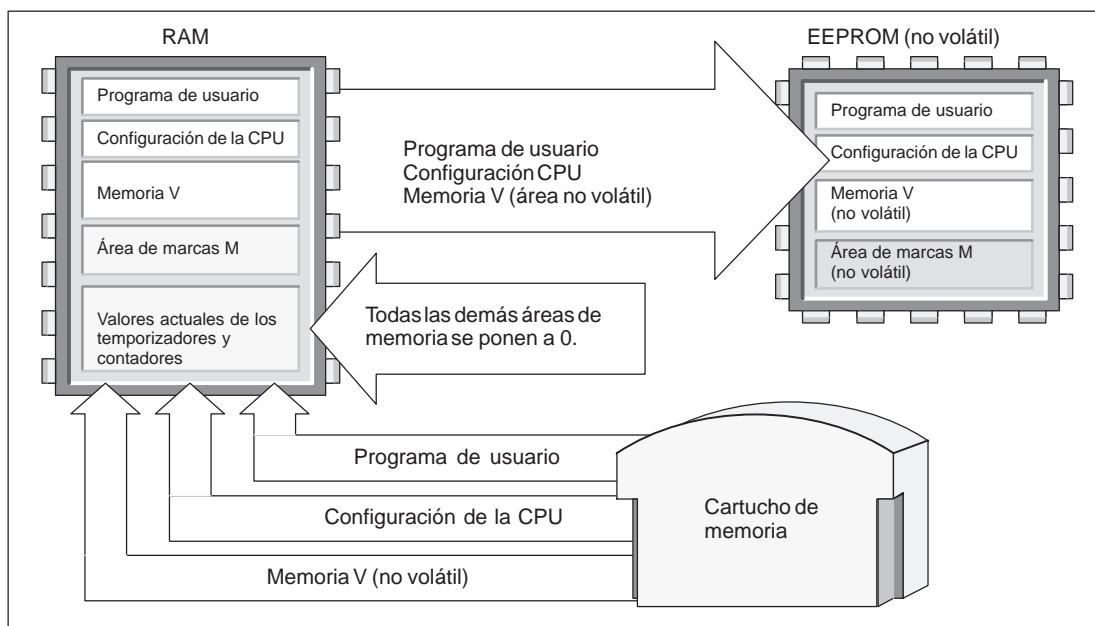 RAM
EEPROM (no volátil)
Programa de usuario
Configuración de la CPU
Memoria V
Área de marcas M
Valores actuales de los
temporizadores y
contadores
Programa de usuario
Configuración CPU
Memoria V (área no volátil)
Programa de usuario
Configuración de la CPU
Memoria V
(no volátil)
Área de marcas M
(no volátil)
Todas las demás áreas de
memoria se ponen a 0.
Programa de usuario
Configuración de la CPU
Memoria V (no volátil)
Cartucho de
memoria